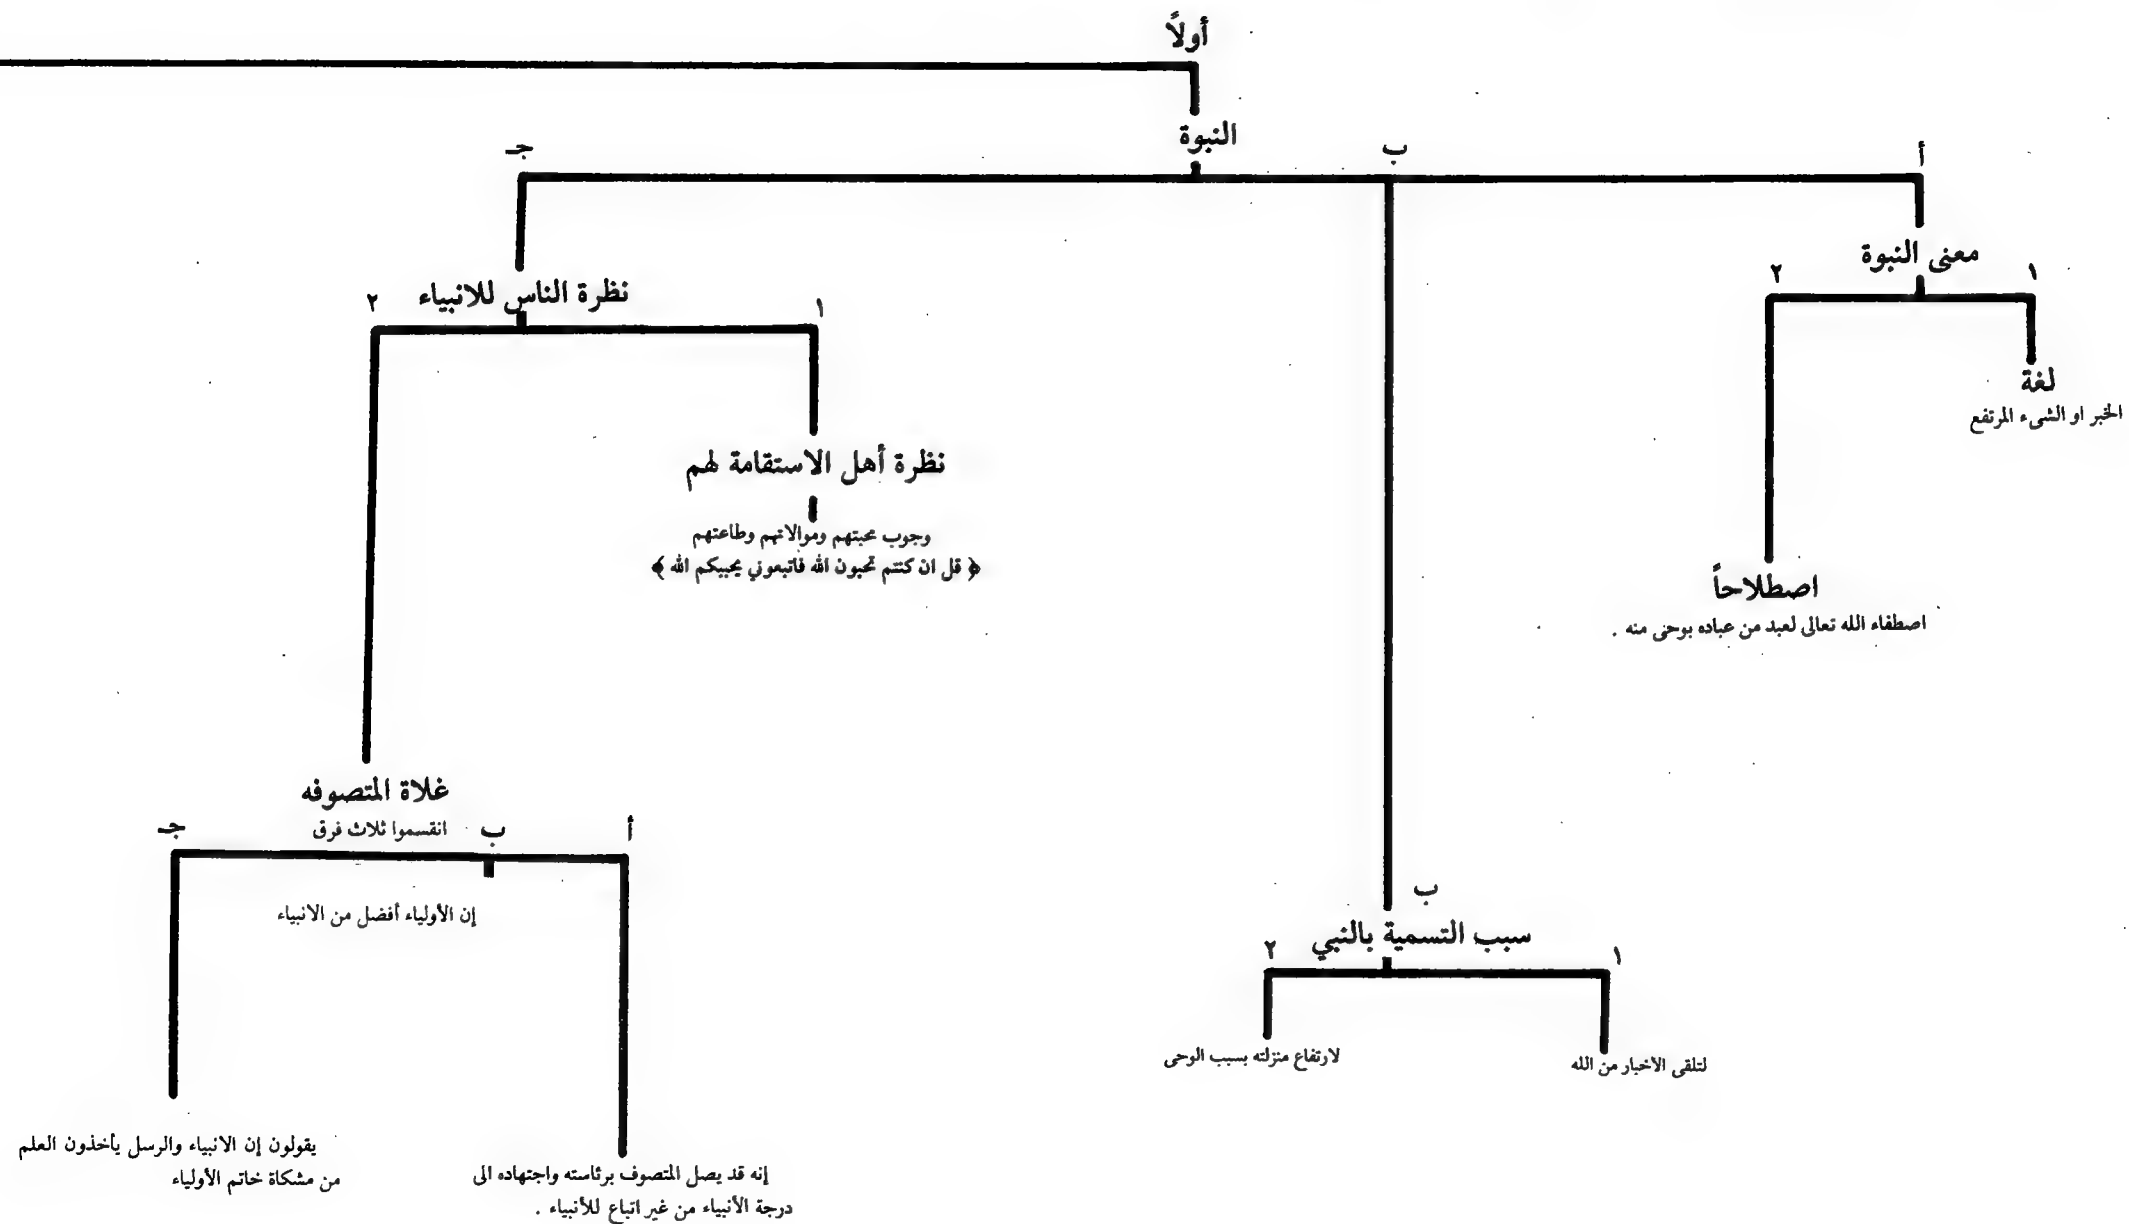 أولاً
النبوة
أ
ب
جـ
معنى النبوة
١
٢
لغة
الخبر او الشىء المرتفع
اصطلاحاً
اصطفاء الله تعالى لعبد من عباده بوحى منه .
ب
سبب التسمية بالنبي
١
٢
لتلقى الاخبار من الله
لارتفاع منزلته بسبب الوحى
نظرة الناس للانبياء
١
٢
نظرة أهل الاستقامة لهم
وجوب محبتهم وموالاتهم وطاعتهم
﴿ قل ان كنتم تحبون الله فاتبعوني يحببكم الله ﴾
غلاة المتصوفه
انقسموا ثلاث فرق
أ
ب
جـ
إنه قد يصل المتصوف برئاسته واجتهاده الى
درجة الأنبياء من غير اتباع للأنبياء .
إن الأولياء أفضل من الانبياء
يقولون إن الانبياء والرسل يأخذون العلم
من مشكاة خاتم الأولياء